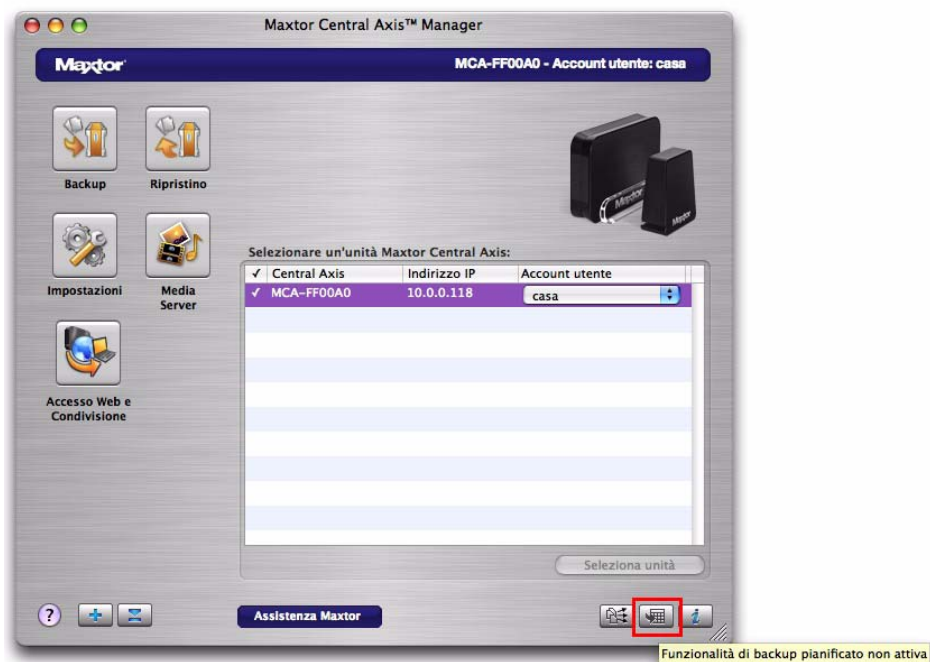 Maxtor Central Axis™ Manager
Maxtor
MCA-FF00A0 - Account utente: casa
Backup
Ripristino
Impostazioni
Media
Server
Accesso Web e
Condivisione
Maxtor
Maxtor
Selezionare un'unità Maxtor Central Axis:
✓ Central Axis Indirizzo IP Account utente
✓ MCA-FF00A0 10.0.0.118 casa
Seleziona unità
?
Assistenza Maxtor
i
Funzionalità di backup pianificato non attiva